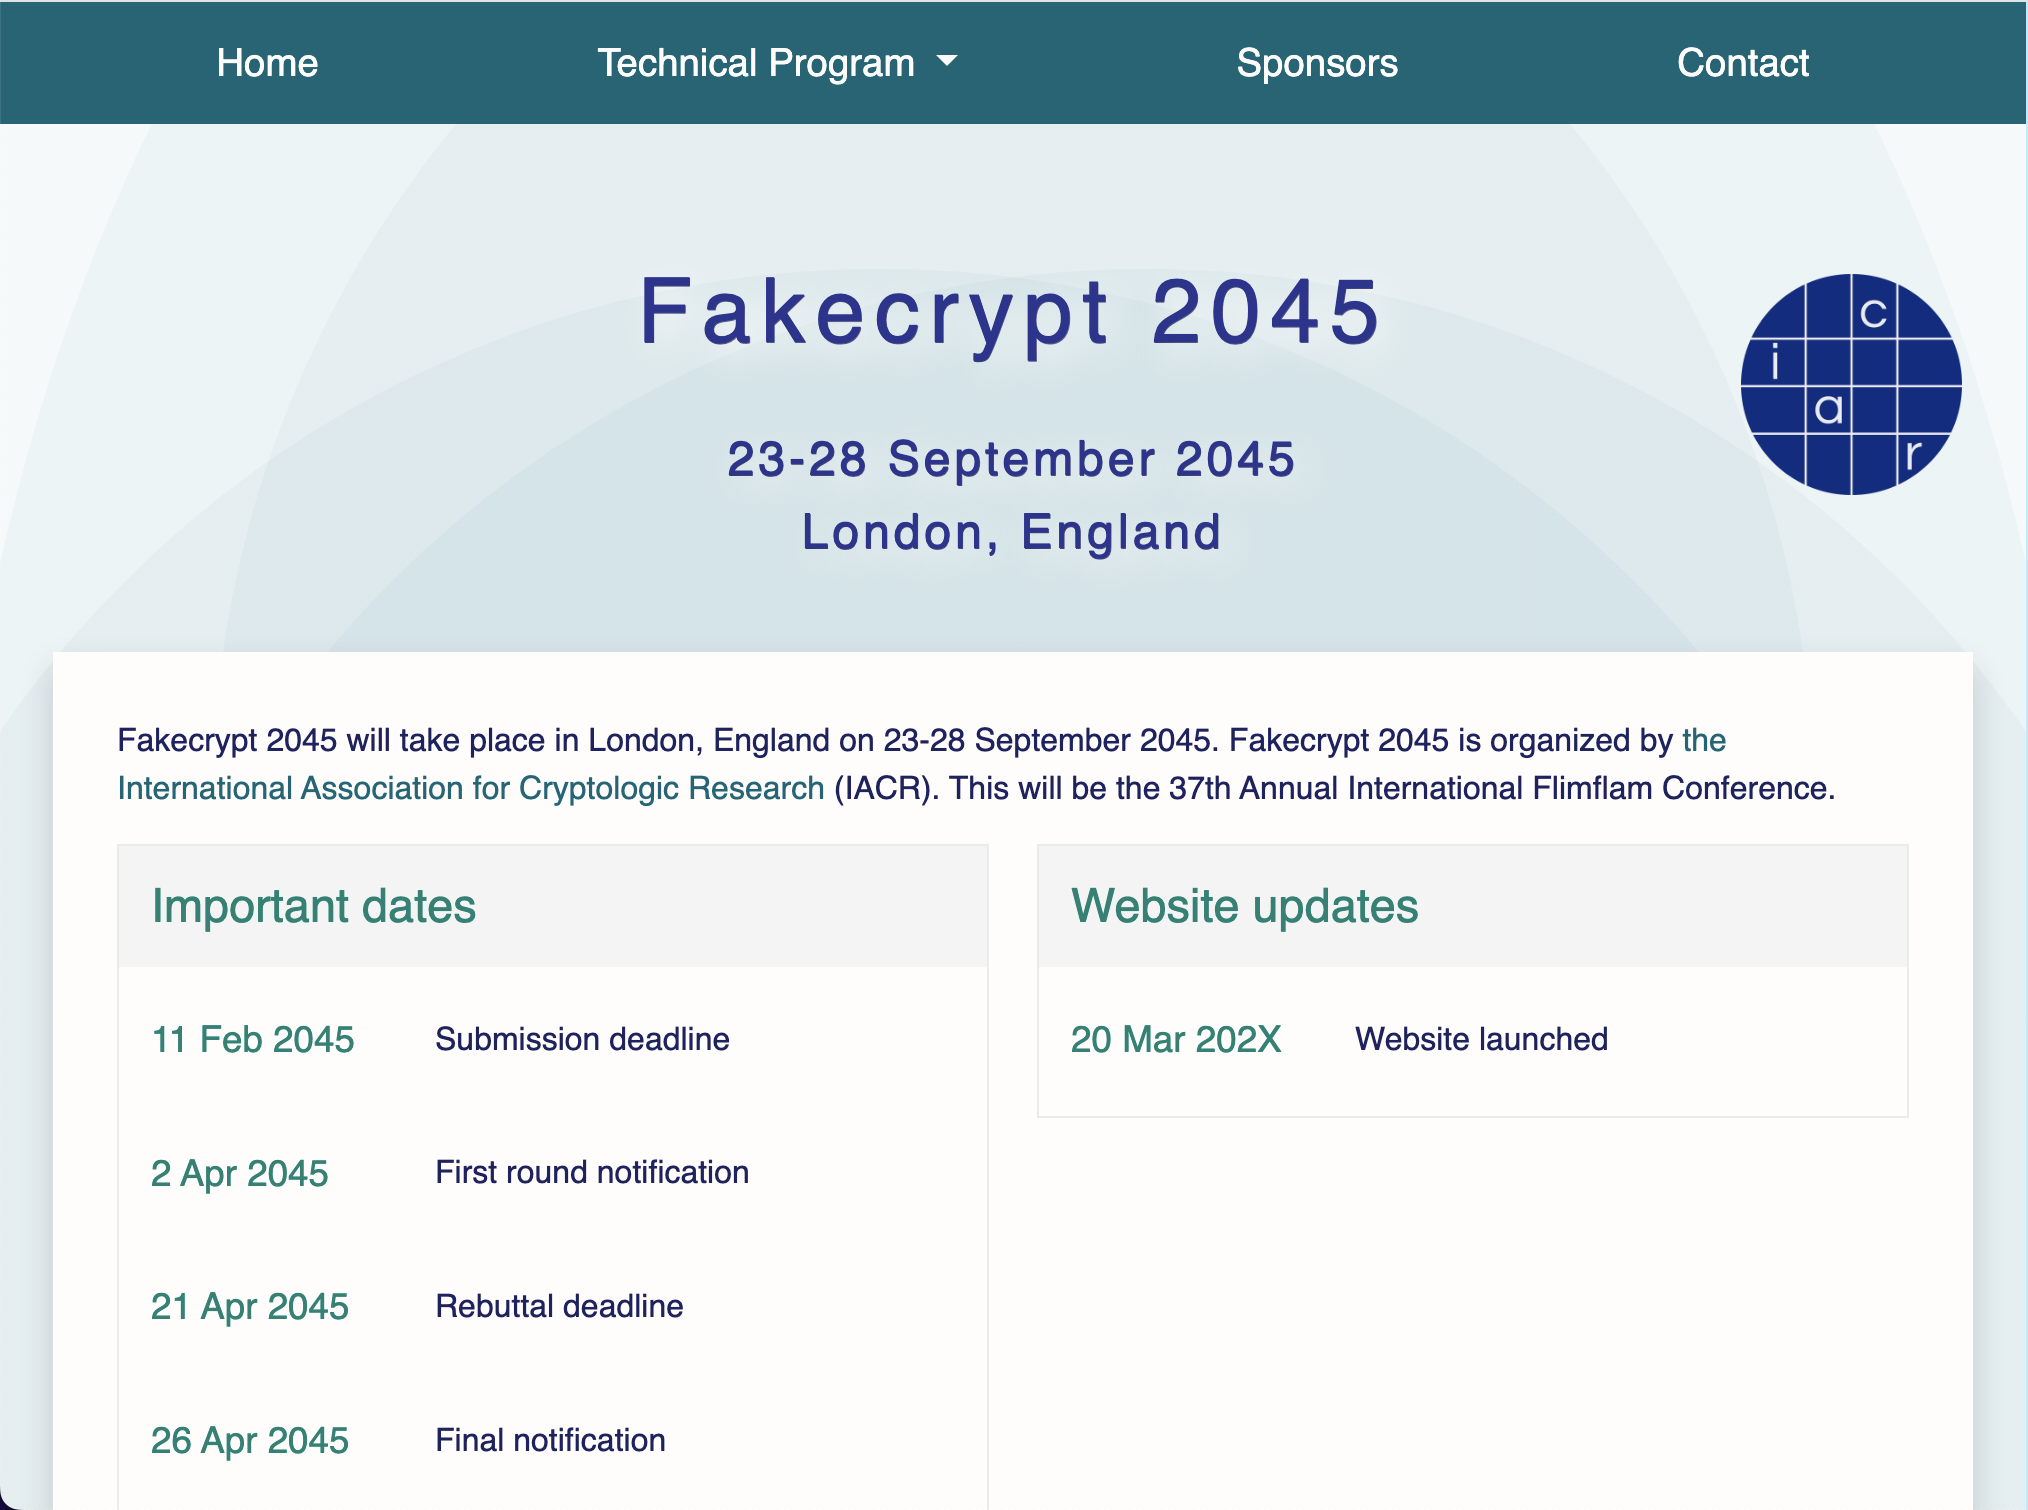 Home
Technical Program
Sponsors
Contact
Fakecrypt 2045
23-28 September 2045
London, England
c
i
a
r
Fakecrypt 2045 will take place in London, England on 23-28 September 2045. Fakecrypt 2045 is organized by the
International Association for Cryptologic Research (IACR). This will be the 37th Annual International Flimflam Conference.
Important dates
11 Feb 2045 Submission deadline
2 Apr 2045 First round notification
21 Apr 2045 Rebuttal deadline
26 Apr 2045 Final notification
Website updates
20 Mar 202X Website launched